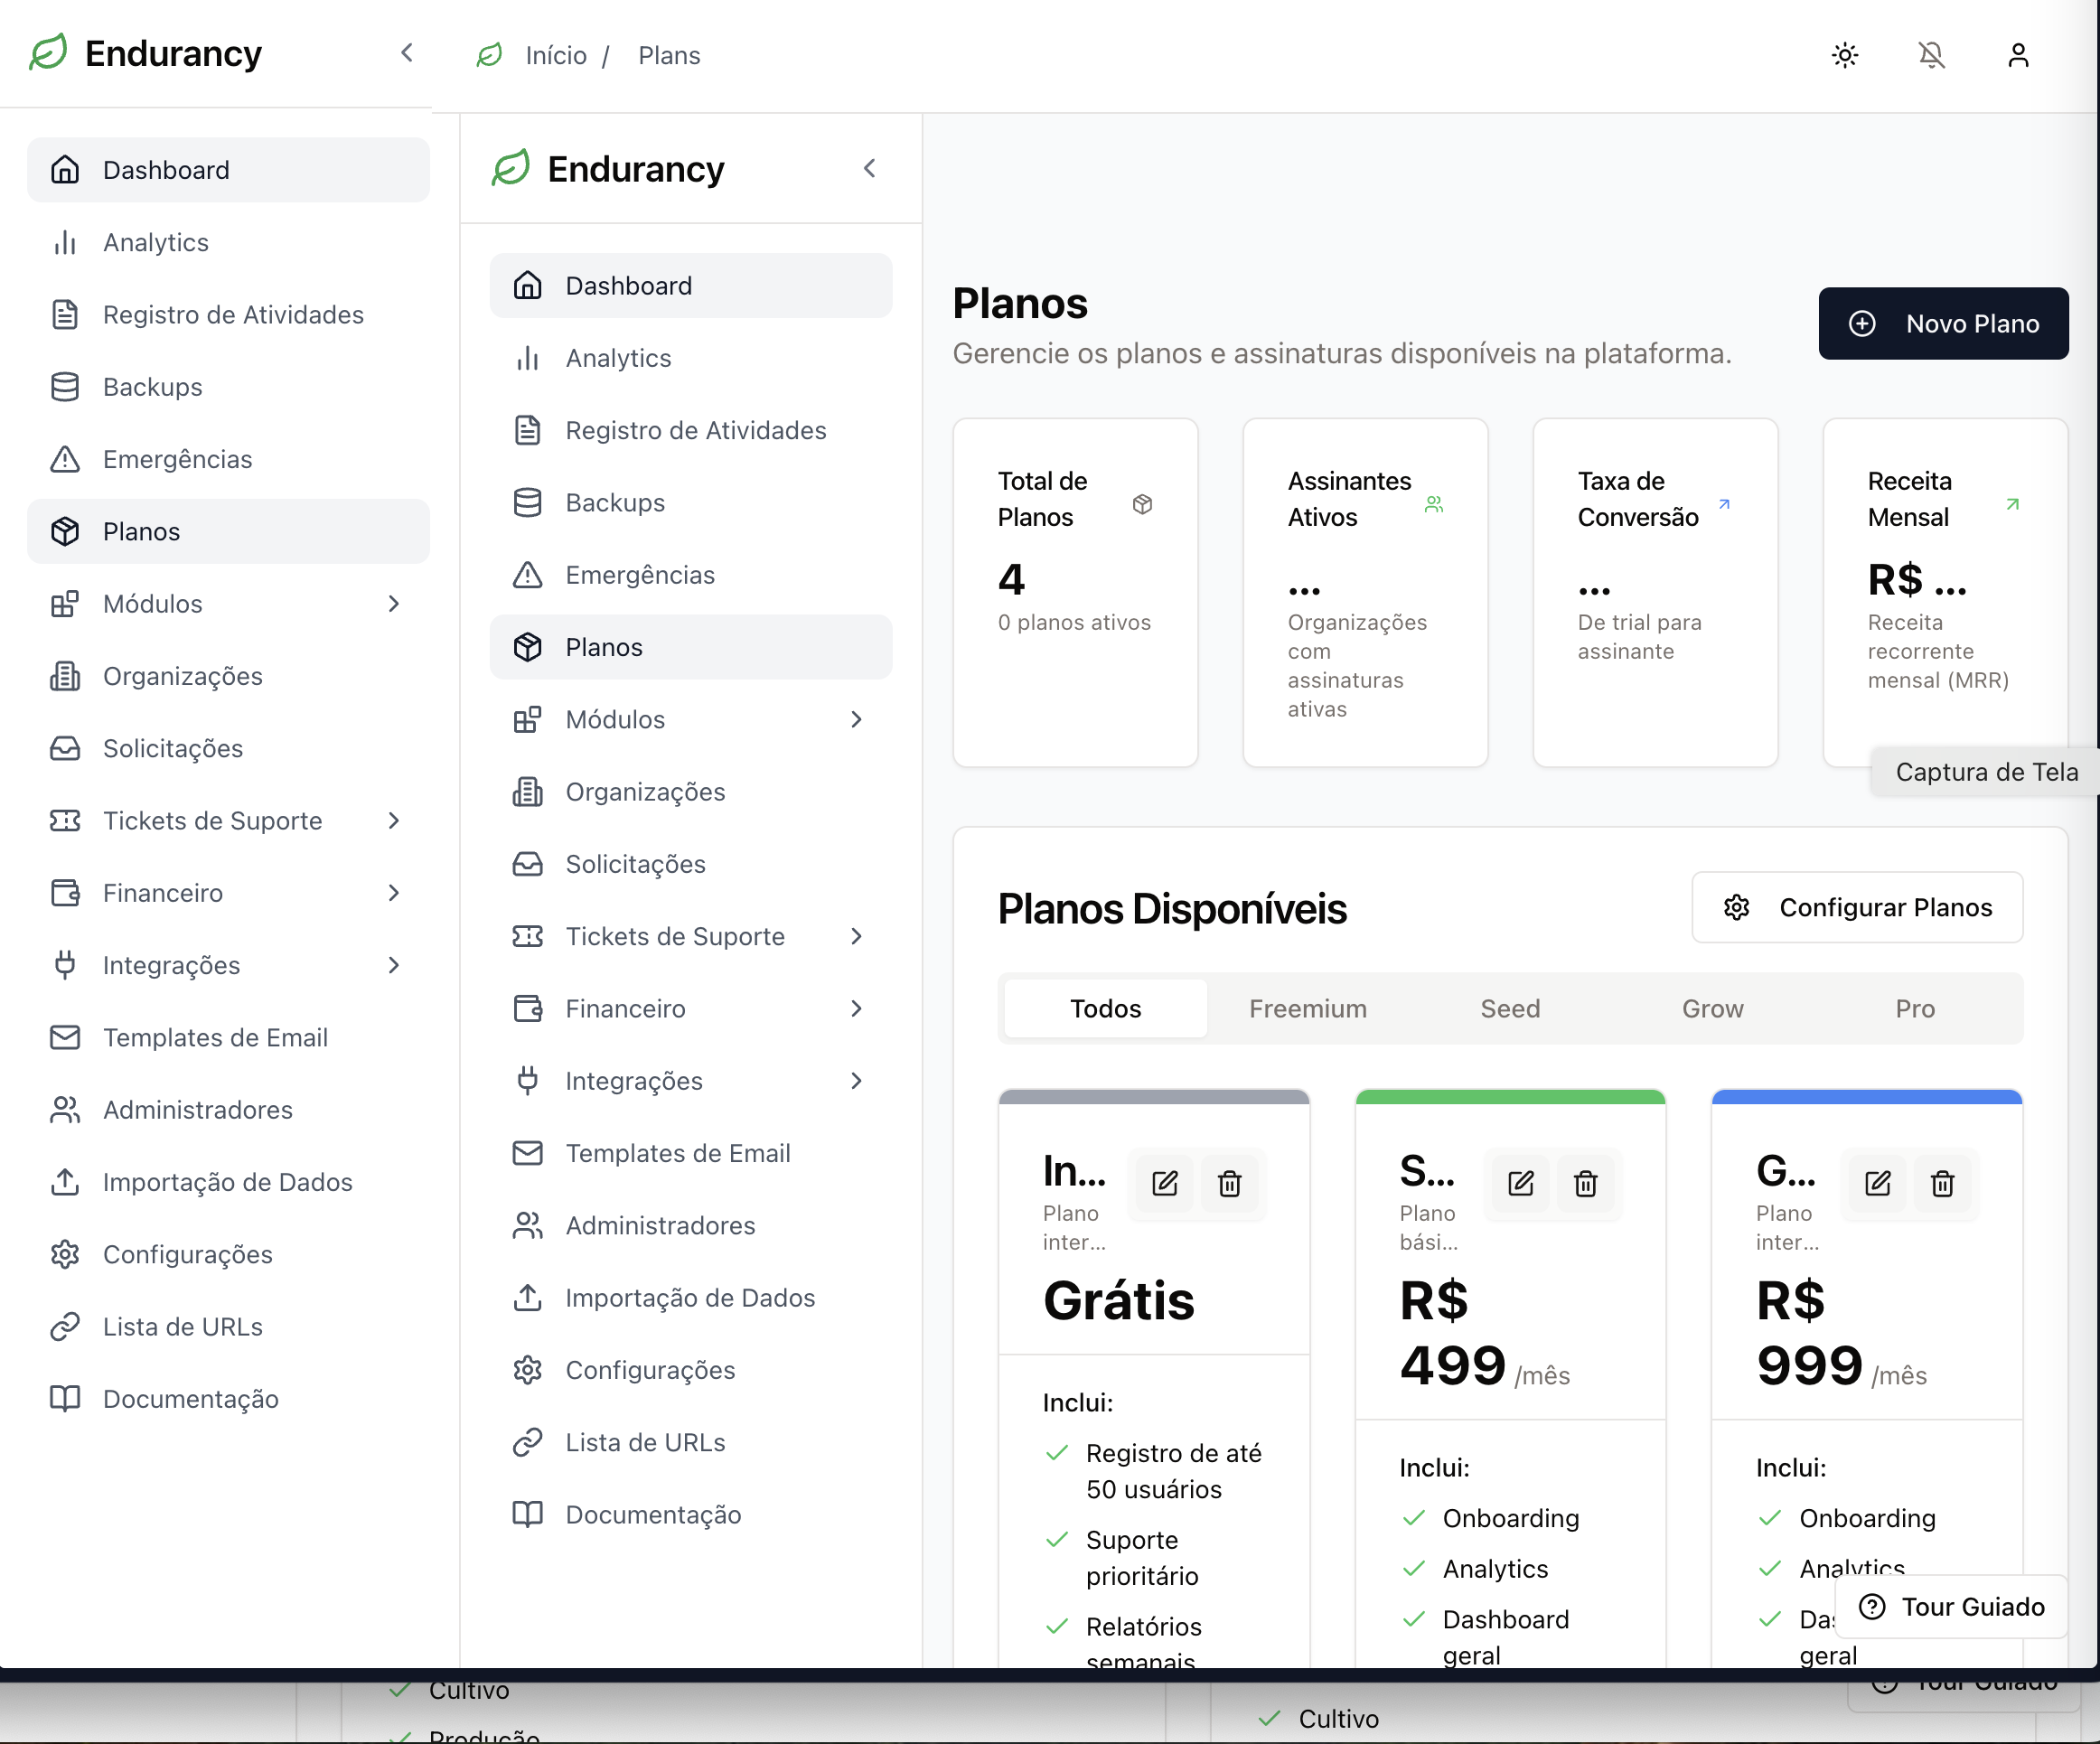 Endurancy
Início / Plans
Dashboard
Analytics
Registro de Atividades
Backups
Emergências
Planos
Módulos
Organizações
Solicitações
Tickets de Suporte
Financeiro
Integrações
Templates de Email
Administradores
Importação de Dados
Configurações
Lista de URLs
Documentação
Endurancy
Dashboard
Analytics
Registro de Atividades
Backups
Emergências
Planos
Módulos
Organizações
Solicitações
Tickets de Suporte
Financeiro
Integrações
Templates de Email
Administradores
Importação de Dados
Configurações
Lista de URLs
Documentação
Planos
Gerencie os planos e assinaturas disponíveis na plataforma.
Novo Plano
Total de
Planos
4
0 planos ativos
Assinantes
Ativos
...
Organizações
com
assinaturas
ativas
Taxa de
Conversão
...
De trial para
assinante
Receita
Mensal
R$ ...
Receita
recorrente
mensal (MRR)
Captura de Tela
Planos Disponíveis
Configurar Planos
Todos
Freemium
Seed
Grow
Pro
In...
Plano
inter...
Grátis
Inclui:
Registro de até
50 usuários
Suporte
prioritário
Relatórios
semanais
S...
Plano
bási...
R$
499 /mês
Inclui:
Onboarding
Analytics
Dashboard
geral
G...
Plano
inter...
R$
999 /mês
Inclui:
Onboarding
Analytics
Das
geral
Tour Guiado
Cultivo
Produção
Cultivo
Tour Guiado